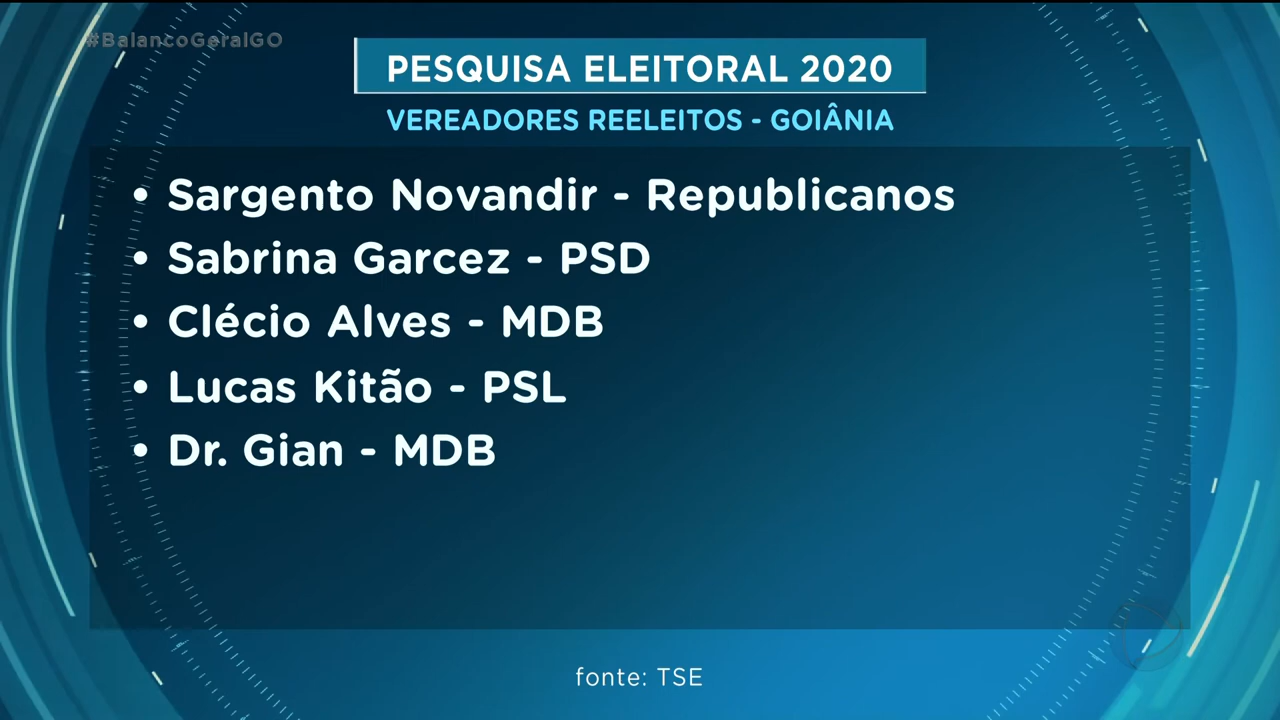 #BalancoGeralGO
PESQUISA ELEITORAL 2020
VEREADORES REELEITOS - GOIÂNIA
• Sargento Novandir - Republicanos
• Sabrina Garcez - PSD
• Clécio Alves - MDB
• Lucas Kitão - PSL
• Dr. Gian - MDB
fonte: TSE